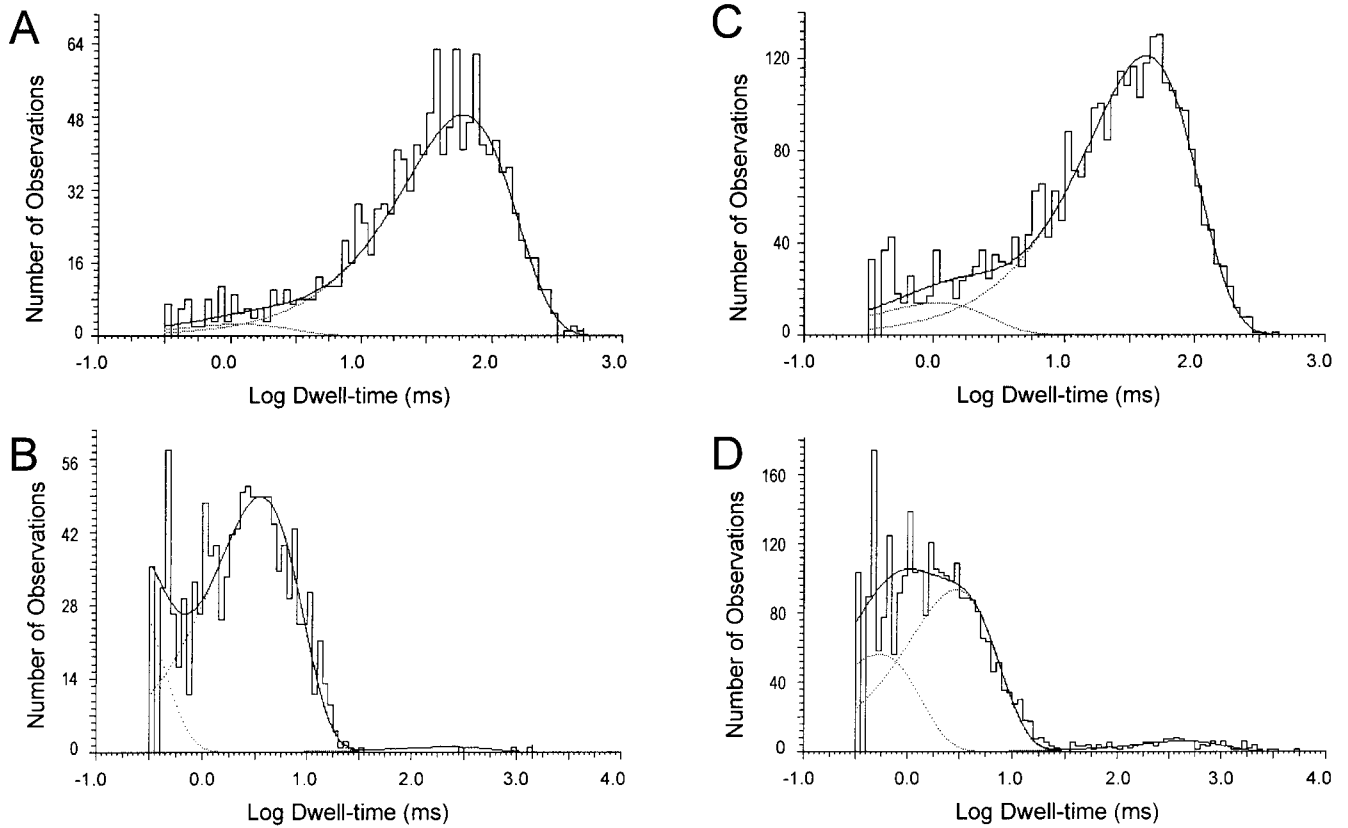 A
Number of Observations
64
48
32
16
0
-1.0 0.0 1.0 2.0 3.0
Log Dwell-time (ms)
C
Number of Observations
120
80
40
0
-1.0 0.0 1.0 2.0 3.0
Log Dwell-time (ms)
B
Number of Observations
56
42
28
14
0
-1.0 0.0 1.0 2.0 3.0 4.0
Log Dwell-time (ms)
D
Number of Observations
160
120
80
40
0
-1.0 0.0 1.0 2.0 3.0 4.0
Log Dwell-time (ms)